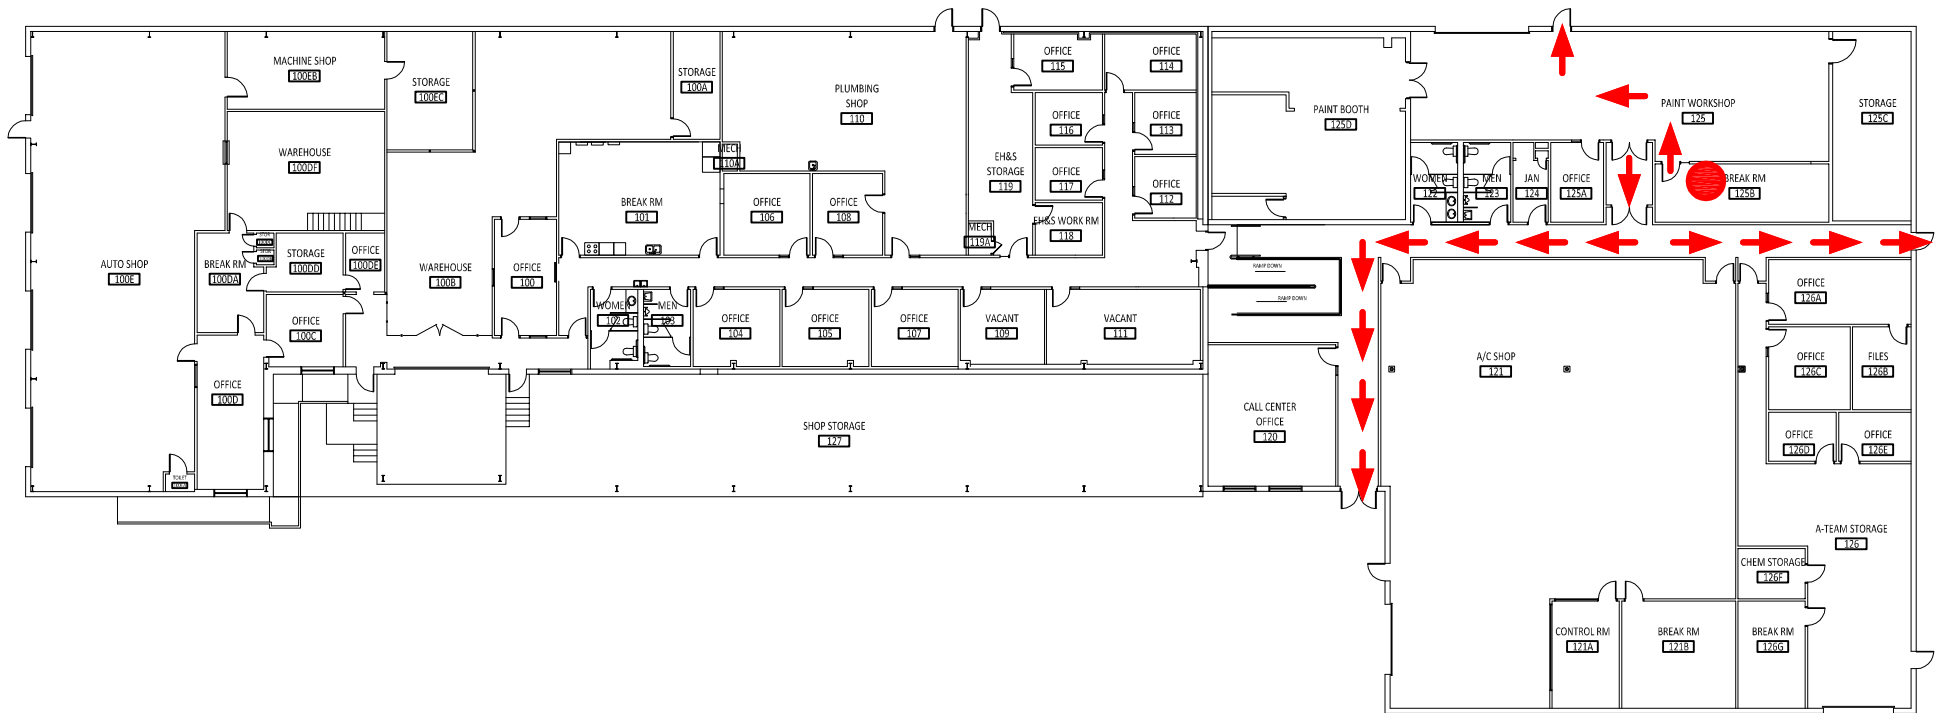 MACHINE SHOP
100EB
STORAGE
100EC
STORAGE
100A
PLUMBING
SHOP
110
OFFICE
115
OFFICE
114
OFFICE
116
OFFICE
113
OFFICE
117
OFFICE
112
EH&S
STORAGE
119
EH&S WORK RM
118
MECH
119A
MECH
110A
WAREHOUSE
100DF
BREAK RM
101
OFFICE
106
OFFICE
108
AUTO SHOP
100E
BREAK RM
100DA
STOR
STOR
STORAGE
100DD
OFFICE
100DE
WAREHOUSE
100B
OFFICE
100
OFFICE
100C
OFFICE
100D
TOILET
WOMEN
102
MEN
103
OFFICE
104
OFFICE
105
OFFICE
107
VACANT
109
VACANT
111
SHOP STORAGE
127
PAINT BOOTH
125D
PAINT WORKSHOP
125
STORAGE
125C
WOMEN
122
MEN
123
JAN
124
OFFICE
125A
BREAK RM
125B
RAMP DOWN
RAMP DOWN
CALL CENTER
OFFICE
120
A/C SHOP
121
OFFICE
126A
OFFICE
126C
FILES
126B
OFFICE
126D
OFFICE
126E
A-TEAM STORAGE
126
CHEM STORAGE
126F
CONTROL RM
121A
BREAK RM
121B
BREAK RM
126G